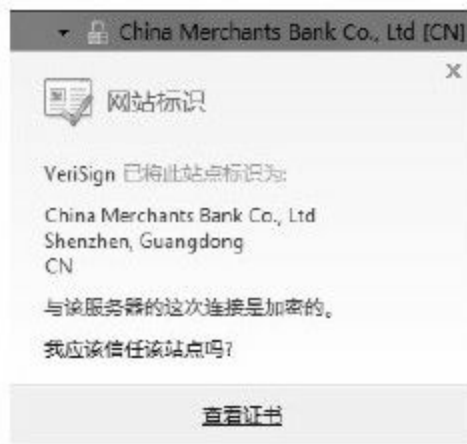 China Merchants Bank Co., Ltd [CN]
网站标识
VeriSign 已将此站点标识为:
China Merchants Bank Co., Ltd
Shenzhen, Guangdong
CN
与该服务器的这次连接是加密的。
我应该信任该站点吗?
查看证书